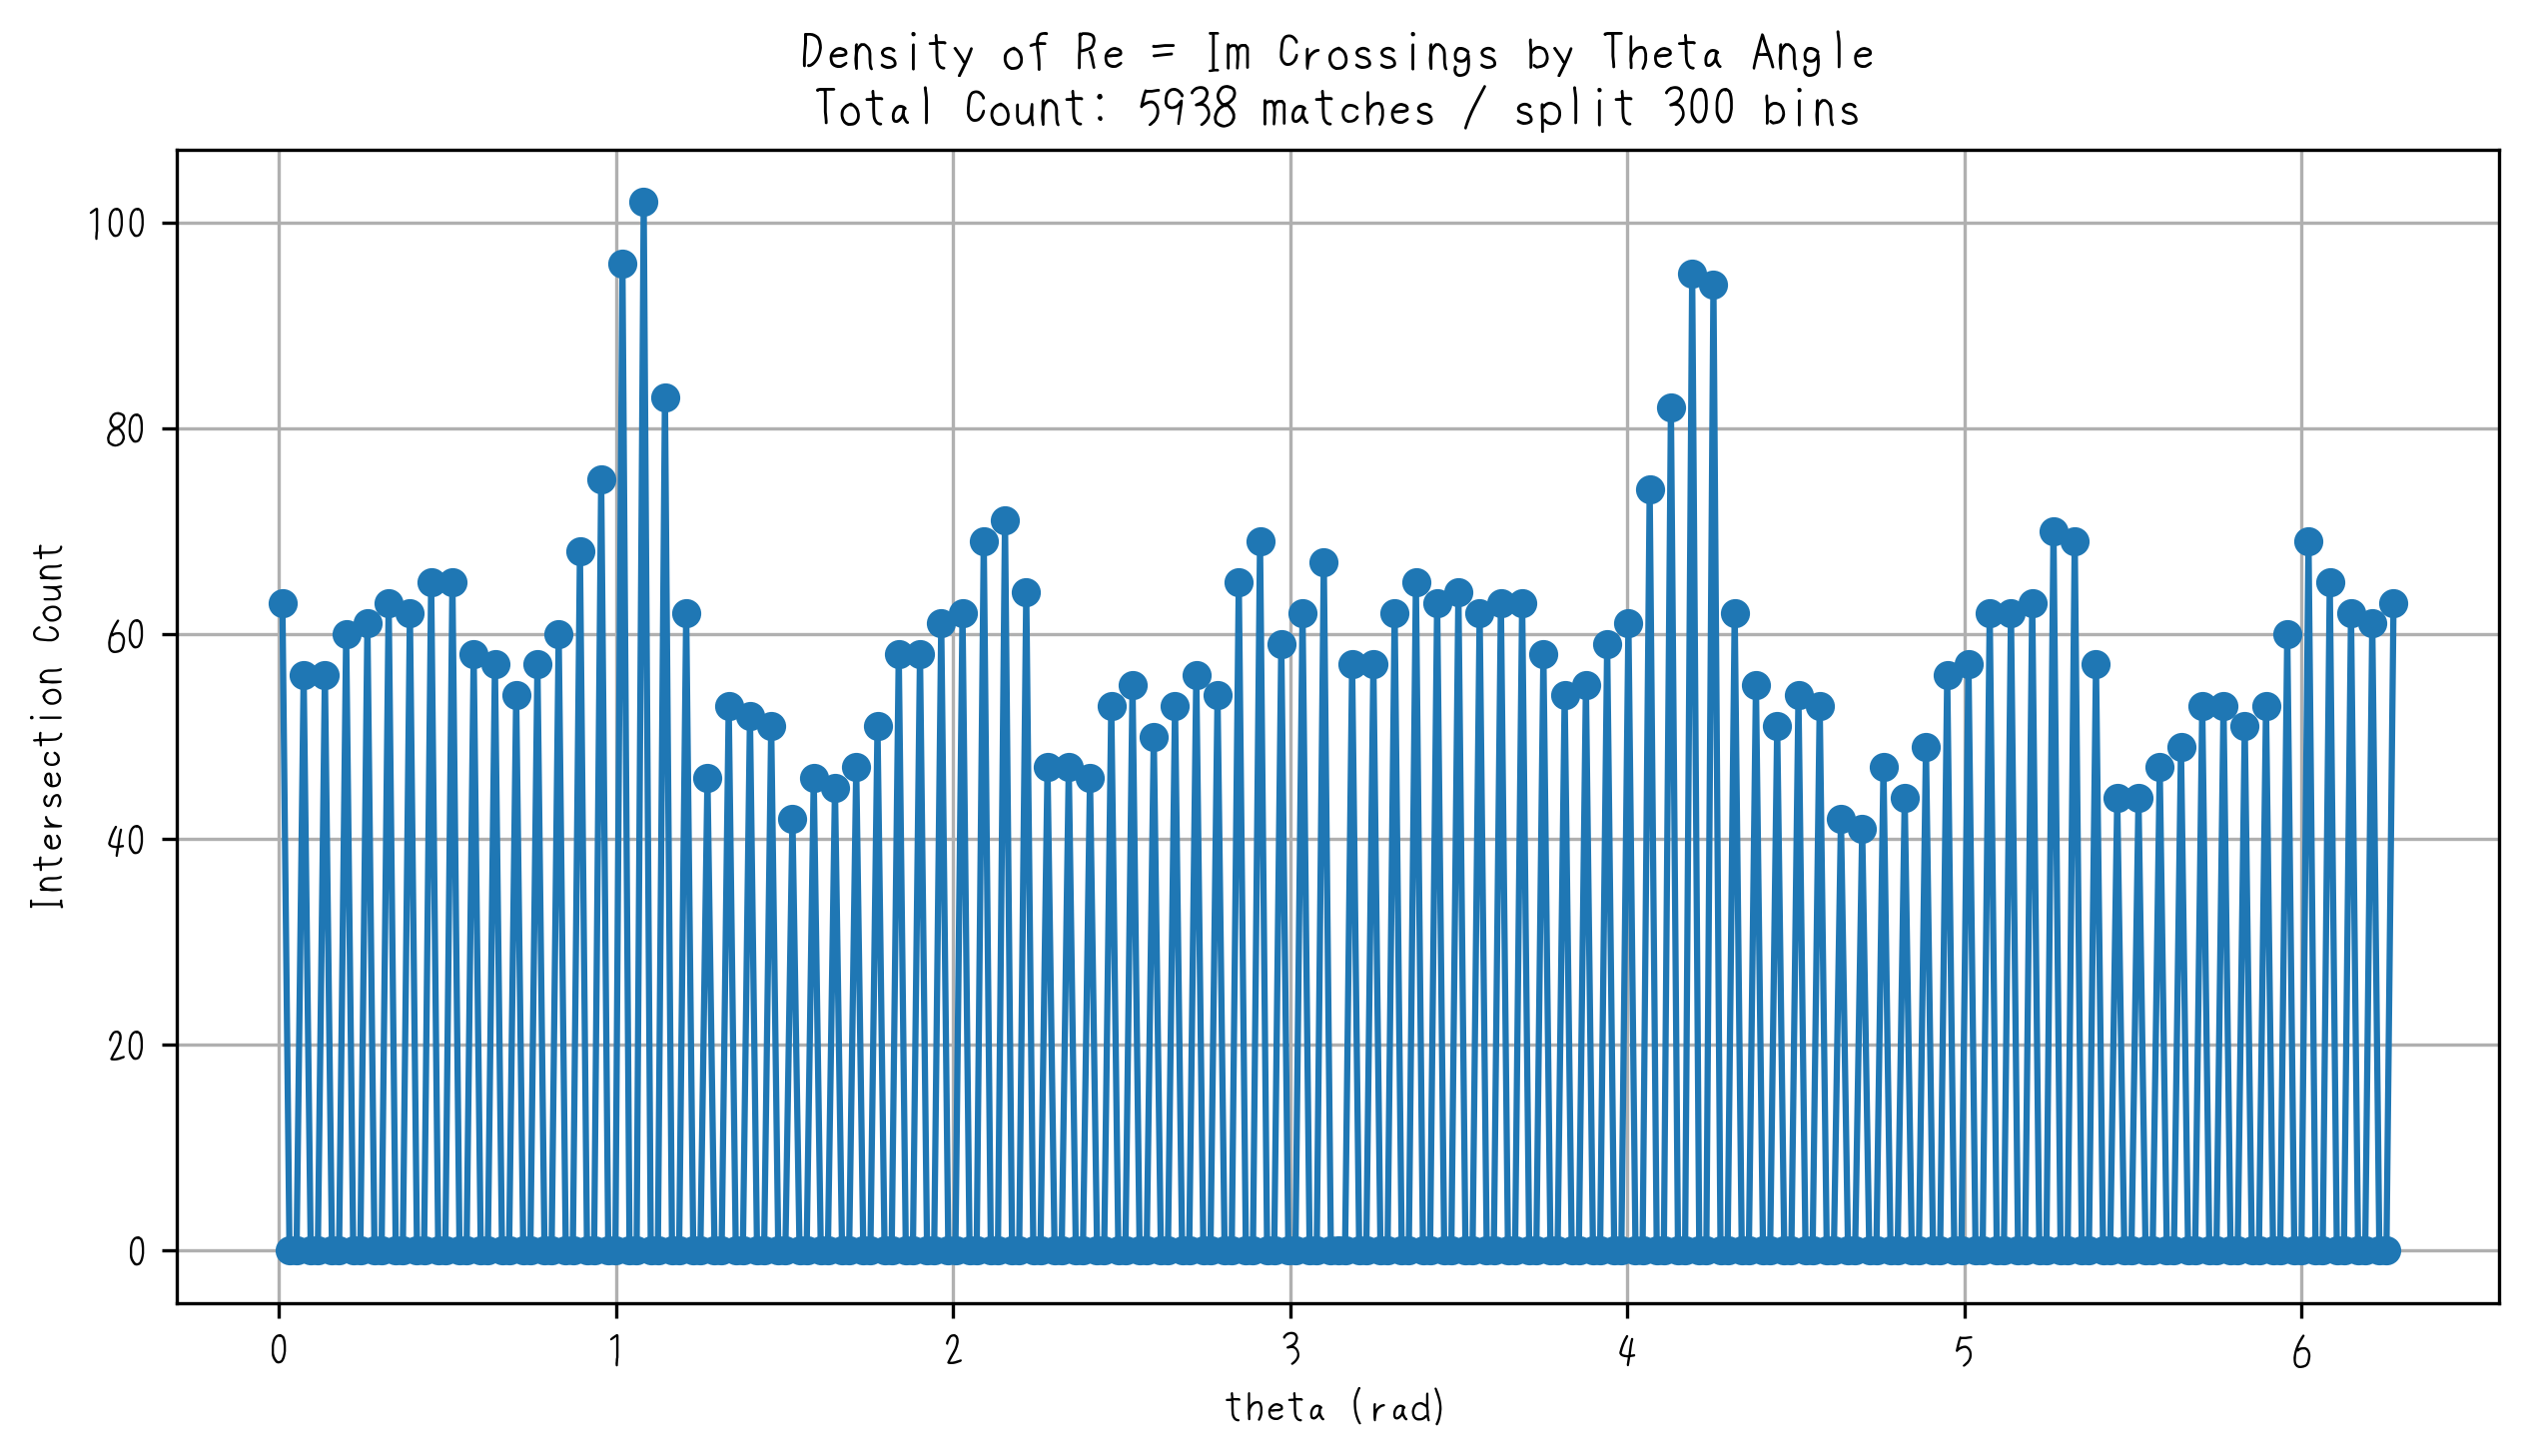 Density of Re = Im Crossings by Theta Angle
Total Count: 5938 matches / split 300 bins
Intersection Count
100
80
60
40
20
0
0 1 2 3 4 5 6
theta (rad)